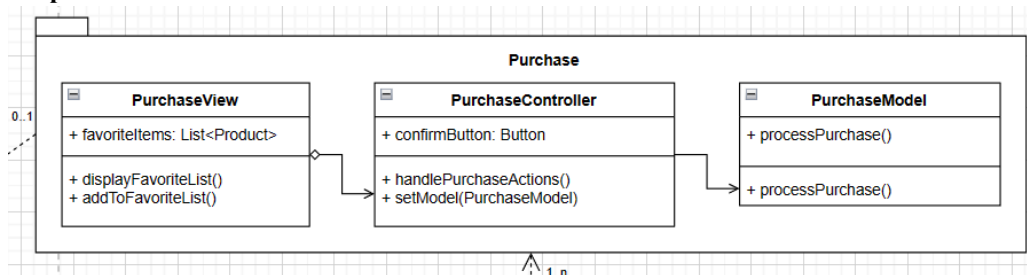 Purchase
0..1
PurchaseView
+ favoriteItems: List<Product>
+ displayFavoriteList()
+ addToFavoriteList()
PurchaseController
+ confirmButton: Button
+ handlePurchaseActions()
+ setModel(PurchaseModel)
PurchaseModel
+ processPurchase()
+ processPurchase()
1..n